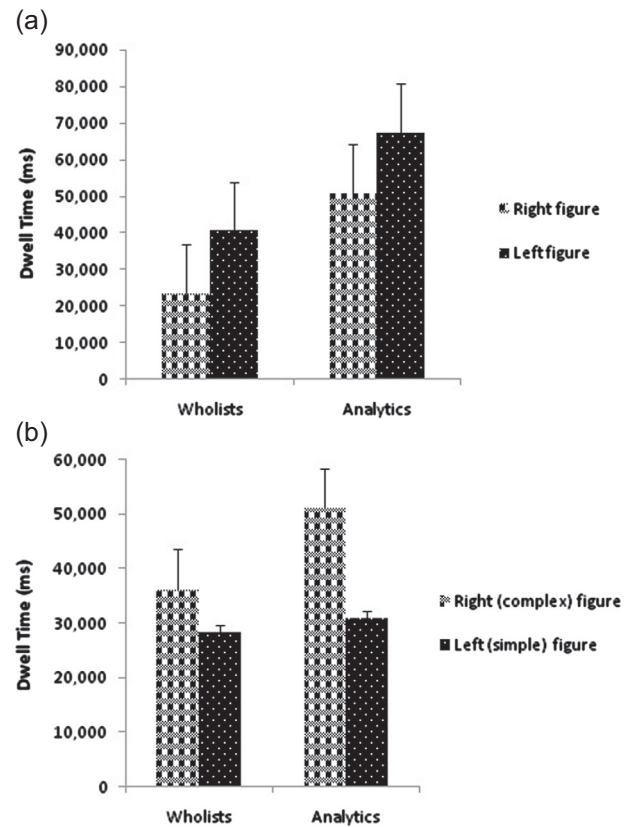 (a)
90,000
80,000
70,000
60,000
50,000
40,000
30,000
20,000
10,000
0
Dwell Time (ms)
Wholists
Analytics
Right figure
Left figure
(b)
60,000
50,000
40,000
30,000
20,000
10,000
0
Dwell Time (ms)
Wholists
Analytics
Right (complex) figure
Left (simple) figure